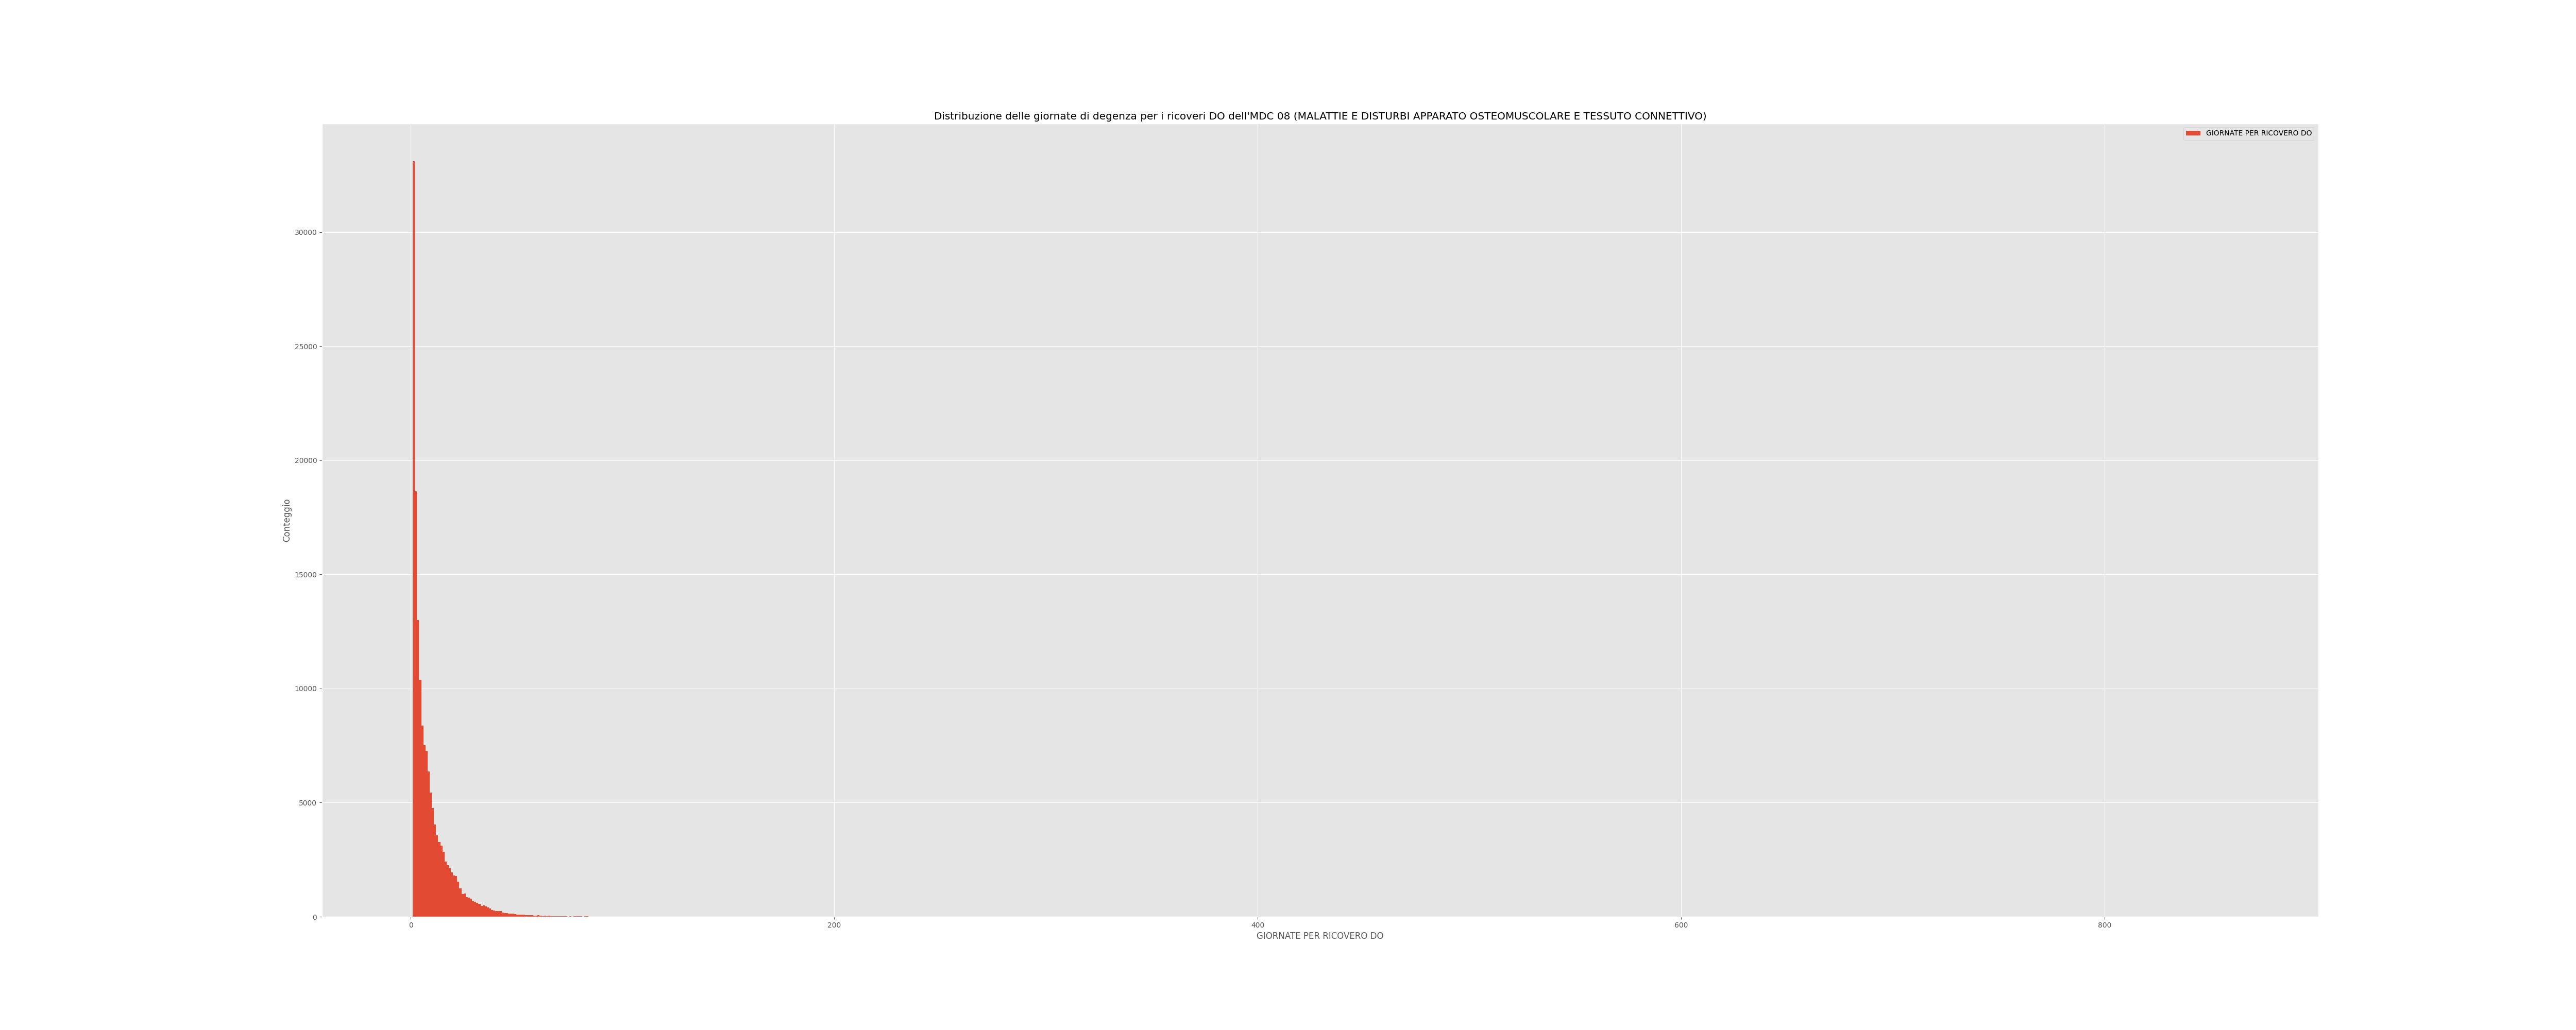 Distribuzione delle giornate di degenza per i ricoveri DO dell'MDC 08 (MALATTIE E DISTURBI APPARATO OSTEOMUSCOLARE E TESSUTO CONNETTIVO)
GIORNATE PER RICOVERO DO
30000
25000
20000
15000
10000
5000
0
Conteggio
0 200 400 600 800
GIORNATE PER RICOVERO DO